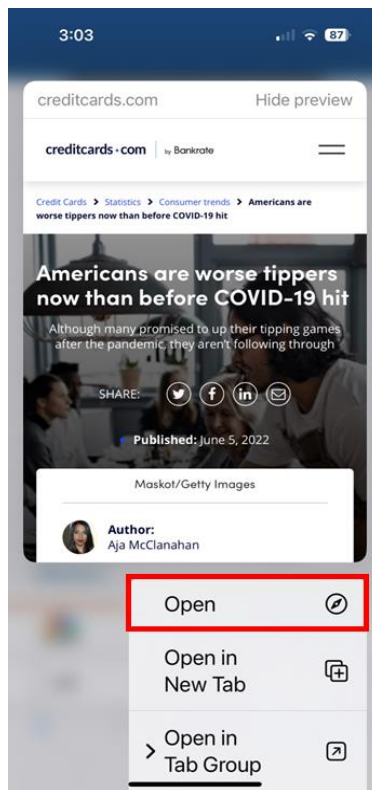 3:03
87
creditcards.com Hide preview
creditcards·com by Bankrate
Credit Cards > Statistics > Consumer trends > Americans are
worse tippers now than before COVID-19 hit
Americans are worse tippers
now than before COVID-19 hit
Although many promised to up their tipping games
after the pandemic, they aren't following through
SHARE:
Published: June 5, 2022
Maskot/Getty Images
Author:
Aja McClanahan
Open
Open in
New Tab
> Open in
Tab Group